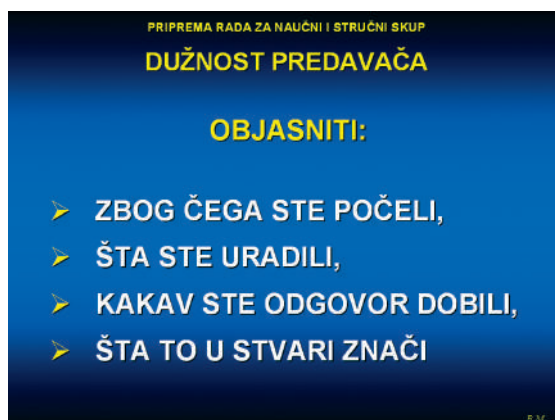 PRIPREMA RADA ZA NAUČNI I STRUČNI SKUP
DUŽNOST PREDAVAČA
OBJASNITI:
ZBOG ČEGA STE POČELI,
ŠTA STE URADILI,
KAKAV STE ODGOVOR DOBILI,
ŠTA TO U STVARI ZNAČI